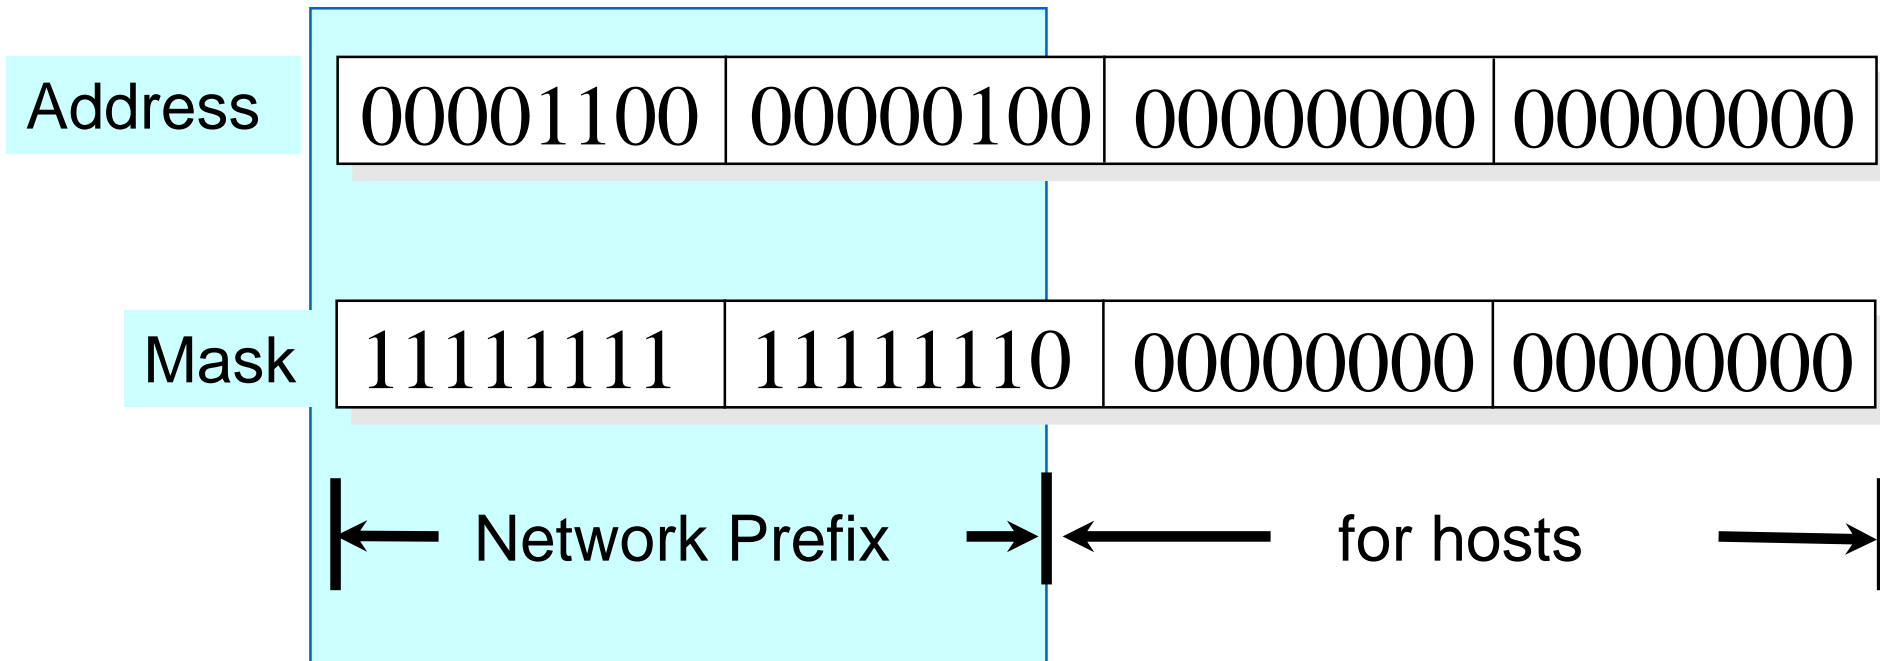 Address 00001100 00000100 00000000 00000000
Mask 11111111 11111110 00000000 00000000
Network Prefix for hosts